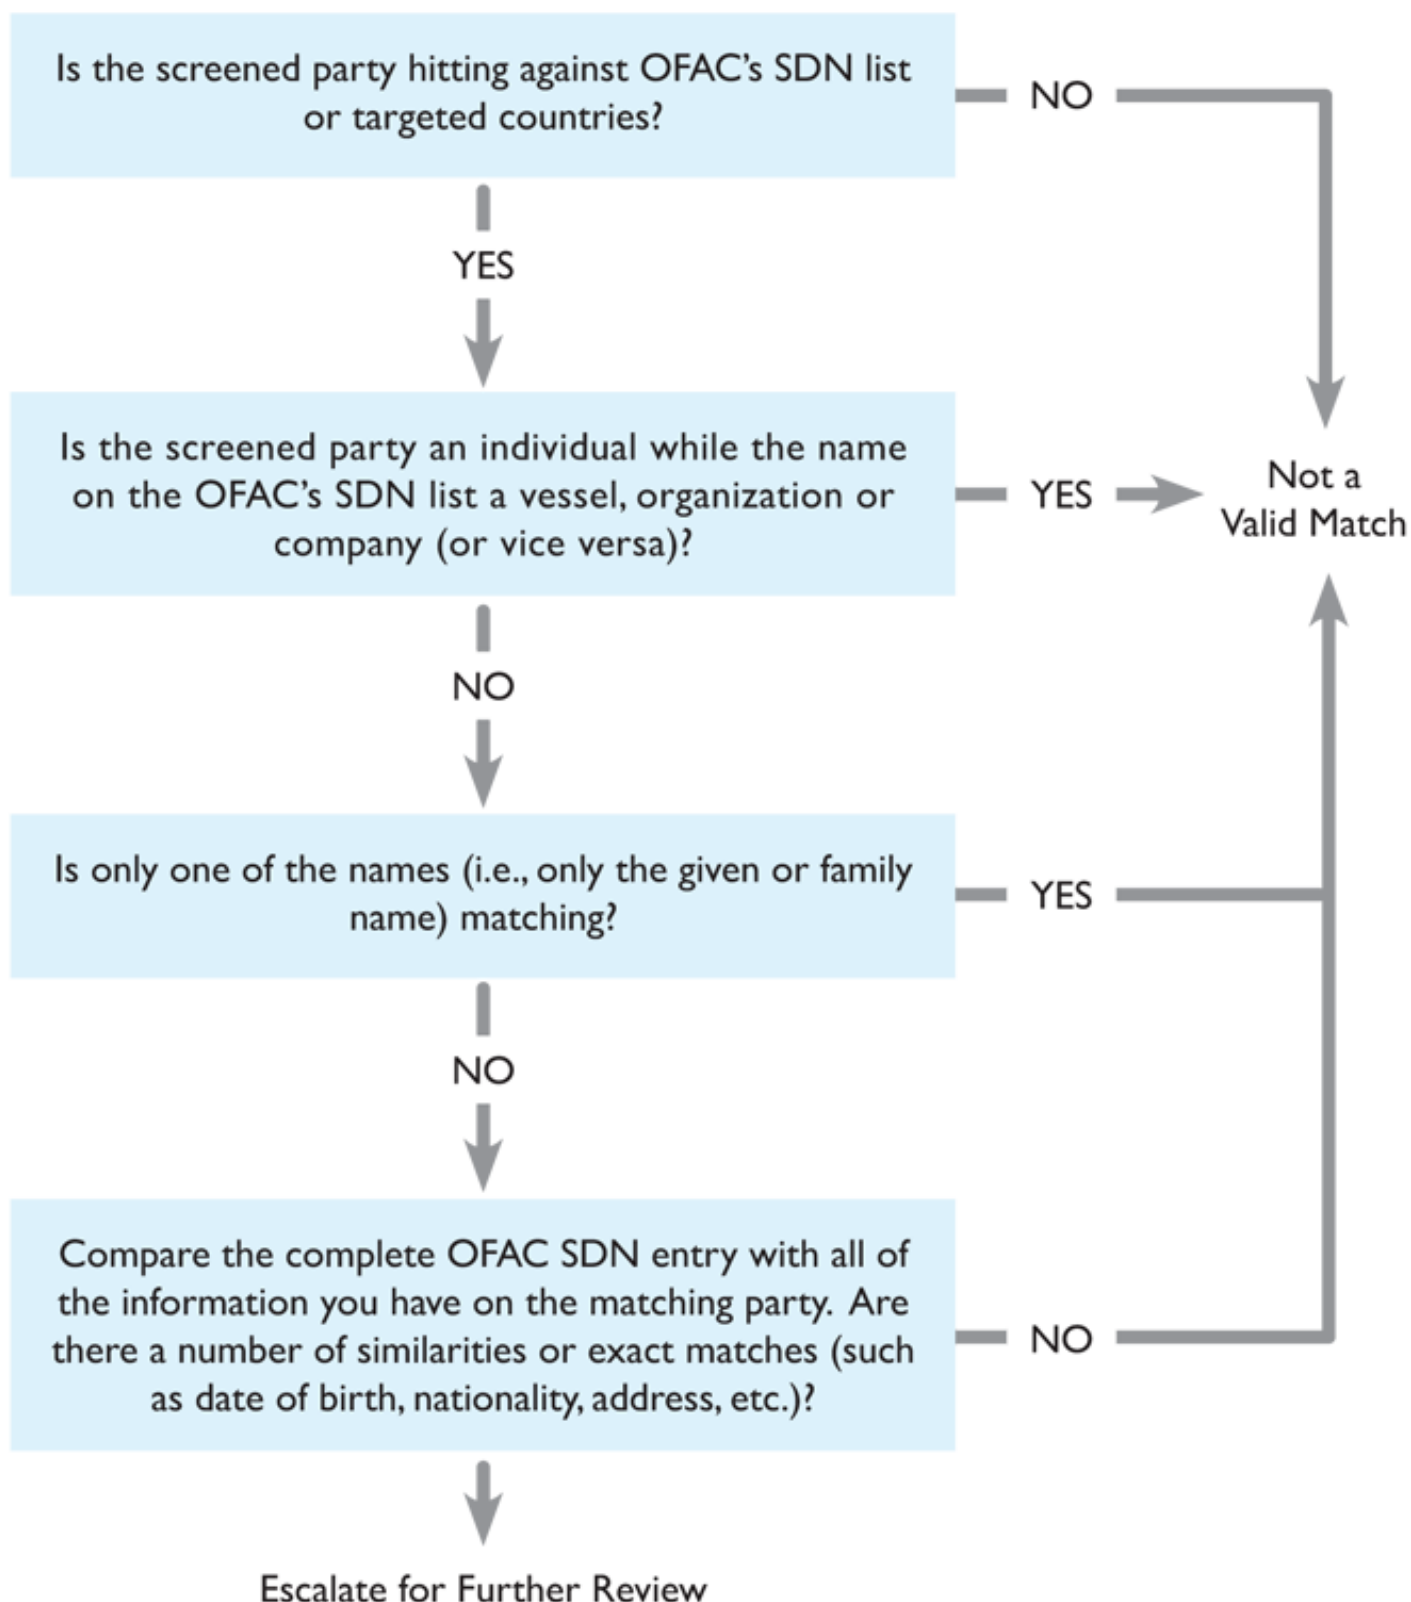 Is the screened party hitting against OFAC’s SDN list
or targeted countries?
NO
YES
Is the screened party an individual while the name
on the OFAC’s SDN list a vessel, organization or
company (or vice versa)?
YES
Not a
Valid Match
NO
Is only one of the names (i.e., only the given or family
name) matching?
YES
NO
Compare the complete OFAC SDN entry with all of
the information you have on the matching party. Are
there a number of similarities or exact matches (such
as date of birth, nationality, address, etc.)?
NO
Escalate for Further Review